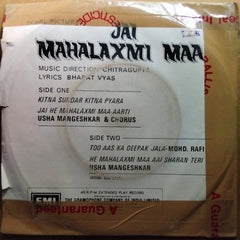 JAI
MAHALAXMI MAA
MUSIC DIRECTION: CHITRAGUPTA
LYRICS BHARAT VYAS
SIDE ONE
KITNA SUNDAR KITNA PYARA
JAI HE MAHALAXMI MAA-AARTI
USHA MANGESHKAR & CHORUS
SIDE TWO
TOO AAS KA DEEPAK JALA-MOHD. RAFI
HE MAHALAXMI MAA AAI SHARAN TERI
USHA MANGESHKAR
EMI
45 R.P.M. EXTENDED PLAY RECORD
THE GRAMOPHONE COMPANY OF INDIA LIMITED
A Guaranteed